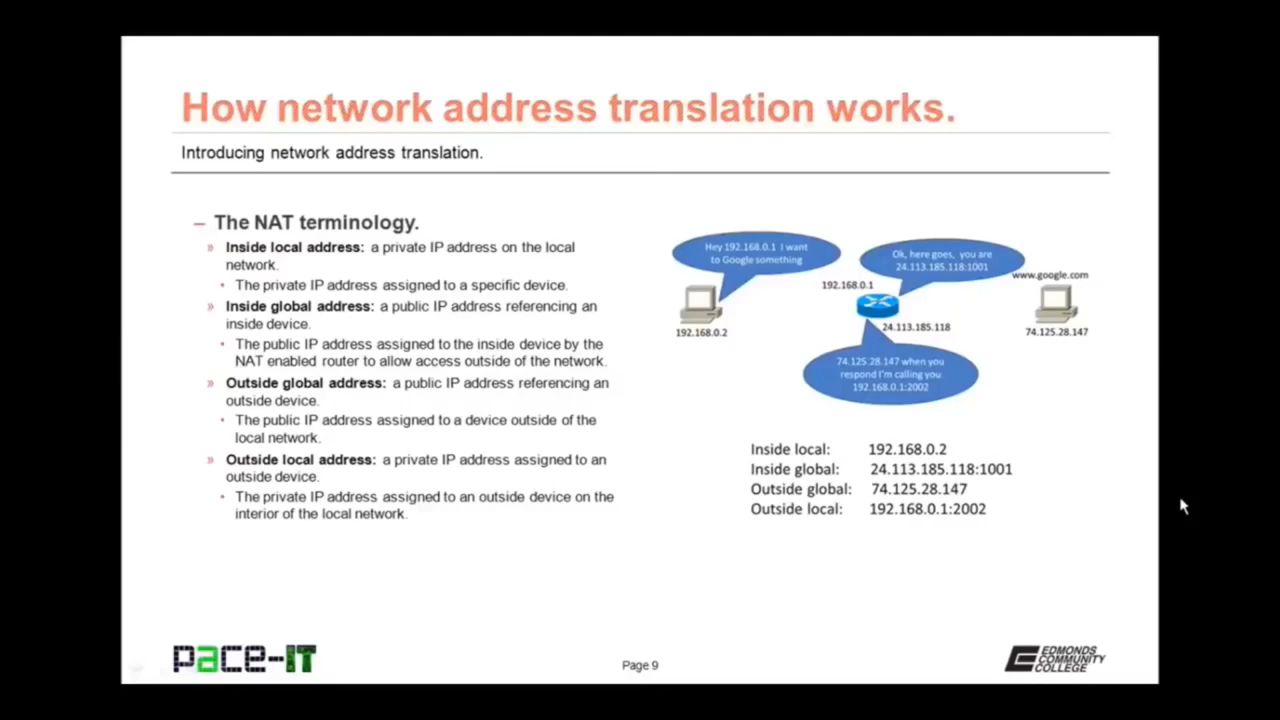 How network address translation works.
Introducing network address translation.
– The NAT terminology.
» Inside local address: a private IP address on the local
network.
• The private IP address assigned to a specific device.
» Inside global address: a public IP address referencing an
inside device.
• The public IP address assigned to the inside device by the
NAT enabled router to allow access outside of the network.
» Outside global address: a public IP address referencing an
outside device.
• The public IP address assigned to a device outside of the
local network.
» Outside local address: a private IP address assigned to an
outside device.
• The private IP address assigned to an outside device on the
interior of the local network.
Hey 192.168.0.1 I want
to Google something
Ok, here goes, you are
24.113.185.118:1001
www.google.com
192.168.0.1
192.168.0.2
24.113.185.118
74.125.28.147
74.125.28.147 when you
respond I'm calling you
192.168.0.1:2002
Inside local: 192.168.0.2
Inside global: 24.113.185.118:1001
Outside global: 74.125.28.147
Outside local: 192.168.0.1:2002
pace-IT
Page 9
EDMONDS
COMMUNITY
COLLEGE